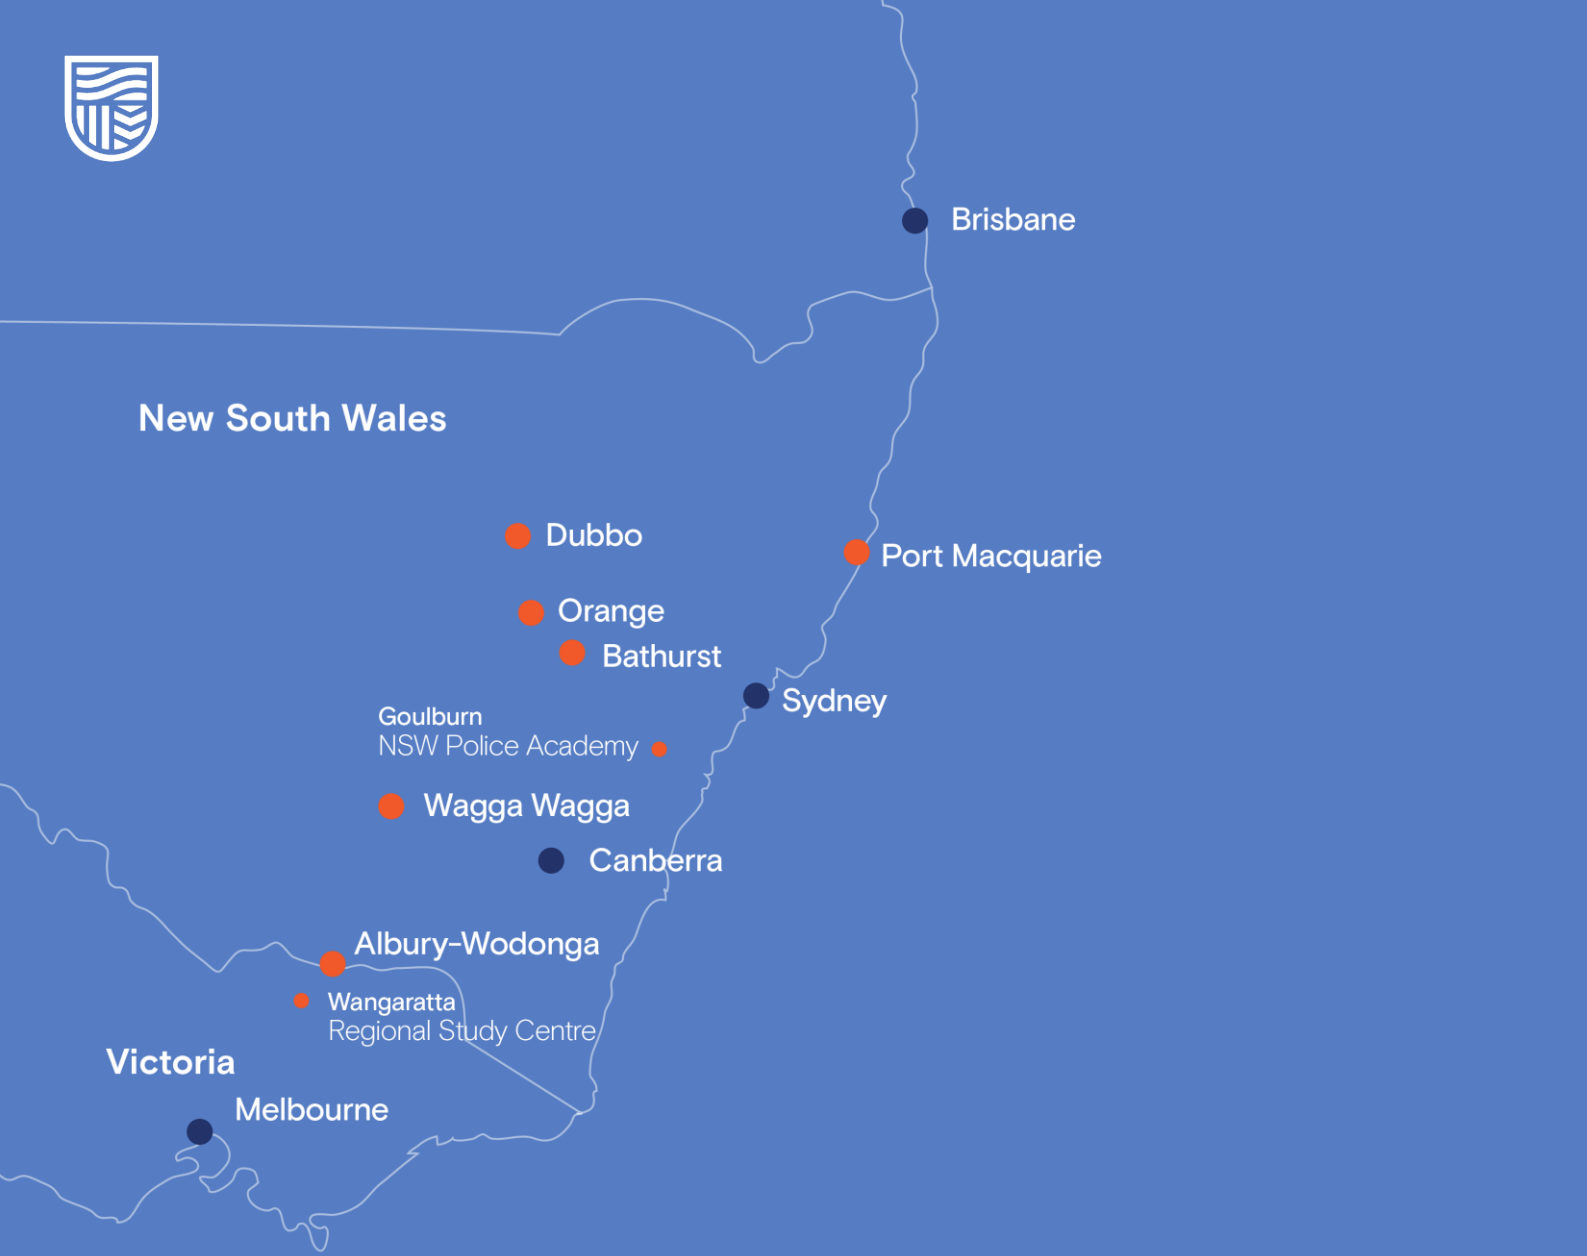 Brisbane
New South Wales
Dubbo
Port Macquarie
Orange
Bathurst
Sydney
Goulburn
NSW Police Academy
Wagga Wagga
Canberra
Albury-Wodonga
Wangaratta
Regional Study Centre
Victoria
Melbourne